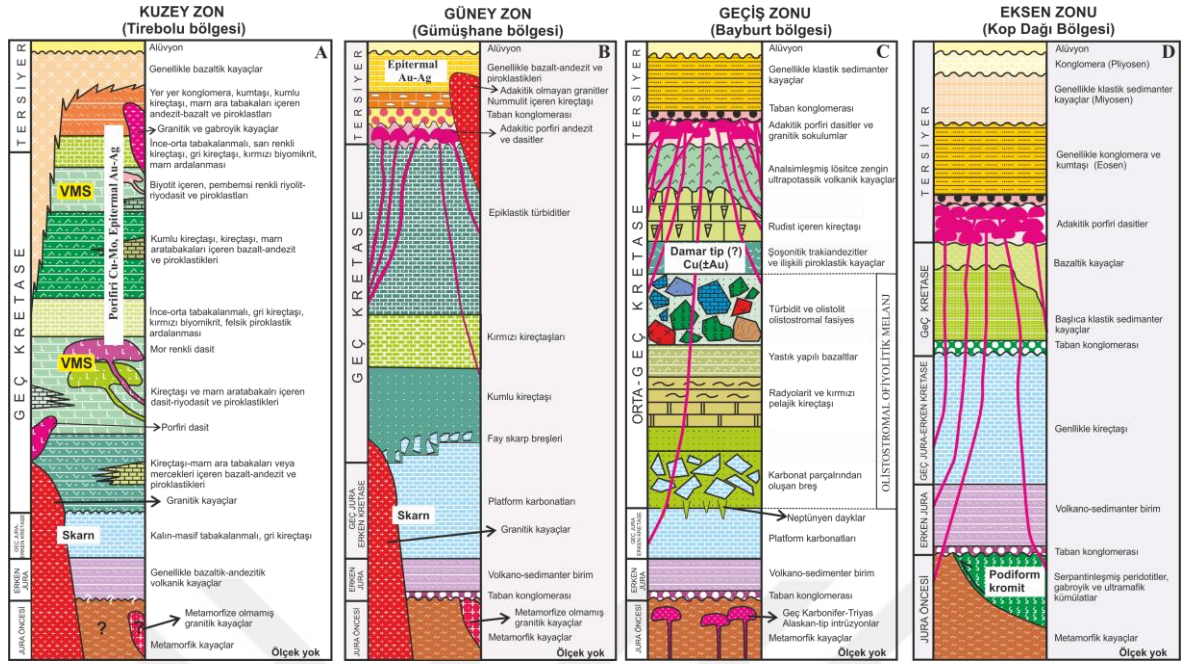 KUZEY ZON
(Tirebolu bölgesi)
A
TERSİYER
GEÇ KRETASE
GEÇ JURA-
ERKEN KRETASE
ERKEN
JURA
JURA ÖNCESİ
VMS
Porifiri Cu-Mo, Epitermal Au-Ag
VMS
Skarn
?
?
Alüvyon
Genellikle bazaltik kayaçlar
Yer yer konglomera, kumtaşı, kumlu
kireçtaşı, marn ara tabakaları içeren
andezit-bazalt ve piroklastları
Granitik ve gabroyik kayaçlar
İnce-orta tabakalanmalı, sarı renkli
kireçtaşı, gri kireçtaşı, kırmızı biyomikrit,
marn ardalanması
Biyotit içeren, pembemsi renkli riyolit-
riyodasit ve piroklastları
Kumlu kireçtaşı, kireçtaşı, marn
aratabakaları içeren bazalt-andezit
ve piroklastikleri
İnce-orta tabakalanmalı, gri kireçtaşı,
kırmızı biyomikrit, felsik piroklastik
ardalanması
Mor renkli dasit
Kireçtaşı ve marn aratabakalrı içeren
dasit-riyodasit ve piroklastikleri
Porfiri dasit
Kireçtaşı-marn ara tabakaları veya
mercekleri içeren bazalt-andezit ve
piroklastikleri
Granitik kayaçlar
Kalın-masif tabakalanmalı, gri kireçtaşı
Genellikle bazaltik-andezitik
volkanik kayaçlar
Metamorfize olmamış
granitik kayaçlar
Metamorfik kayaçlar
Ölçek yok
GÜNEY ZON
(Gümüşhane bölgesi)
B
TERSİYER
GEÇ KRETASE
GEÇ JURA
ERKEN KRETASE
ERKEN
JURA
JURA ÖNCESİ
Epitermal
Au-Ag
Skarn
Alüvyon
Genellikle bazalt-andezit ve
piroklastikleri
Adakitik olmayan granitler
Nummulit içeren kireçtaşı
Taban konglomerası
Adakitic porfiri andezit
ve dasitler
Epiklastik türbiditler
Kırmızı kireçtaşları
Kumlu kireçtaşı
Fay skarp breşleri
Platform karbonatları
Granitik kayaçlar
Volkano-sedimanter birim
Taban konglomerası
Metamorfize olmamış
granitik kayaçlar
Metamorfik kayaçlar
Ölçek yok
GEÇİŞ ZONU
(Bayburt bölgesi)
C
TERSİYER
ORTA-GEÇ KRETASE
GEÇ JURA
ERKEN KRETASE
ERKEN
JURA
JURA ÖNCESİ
Damar tip (?)
Cu(±Au)
Alüvyon
Genellikle klastik sedimanter
kayaçlar
Taban konglomerası
Adakitik porfiri dasitler ve
granitik sokulumlar
Analsimleşmiş lösitce zengin
ultrapotassik volkanik kayaçlar
Rudist içeren kireçtaşı
Şoşonitik trakiandezitler
ve ilişkili piroklastik kayaçlar
Türbidit ve olistolit
olistostromal fasiyes
Yastık yapılı bazaltlar
Radyolarit ve kırmızı
pelajik kireçtaşı
Karbonat parçalrından
oluşan breş
OLİSTOSTROMAL OFİYOLİTİK MELANJ
Neptünyen dayklar
Platform karbonatları
Volkano-sedimanter birim
Taban konglomerası
Geç Karbonifer-Triyas
Alaskan-tip intrüzyonlar
Metamorfik kayaçlar
Ölçek yok
EKSEN ZONU
(Kop Dağı Bölgesi)
D
TERSİYER
GeÇ KRETASE
GEÇ JURA-ERKEN KRETASE
ERKEN JURA
JURA ÖNCESİ
Podiform
kromit
Alüvyon
Konglomera (Pliyosen)
Genellikle klastik sedimanter
kayaçlar (Miyosen)
Genellikle konglomera ve
kumtaşı (Eosen)
Adakitik porfiri dasitler
Bazaltik kayaçlar
Başlıca klastik sedimanter
kayaçlar
Taban konglomerası
Genllikle kireçtaşı
Volkano-sedimanter birim
Taban konglomerası
Serpantinleşmiş peridotitler,
gabroyik ve ultramafik
kümülatlar
Metamorfik kayaçlar
Ölçek yok